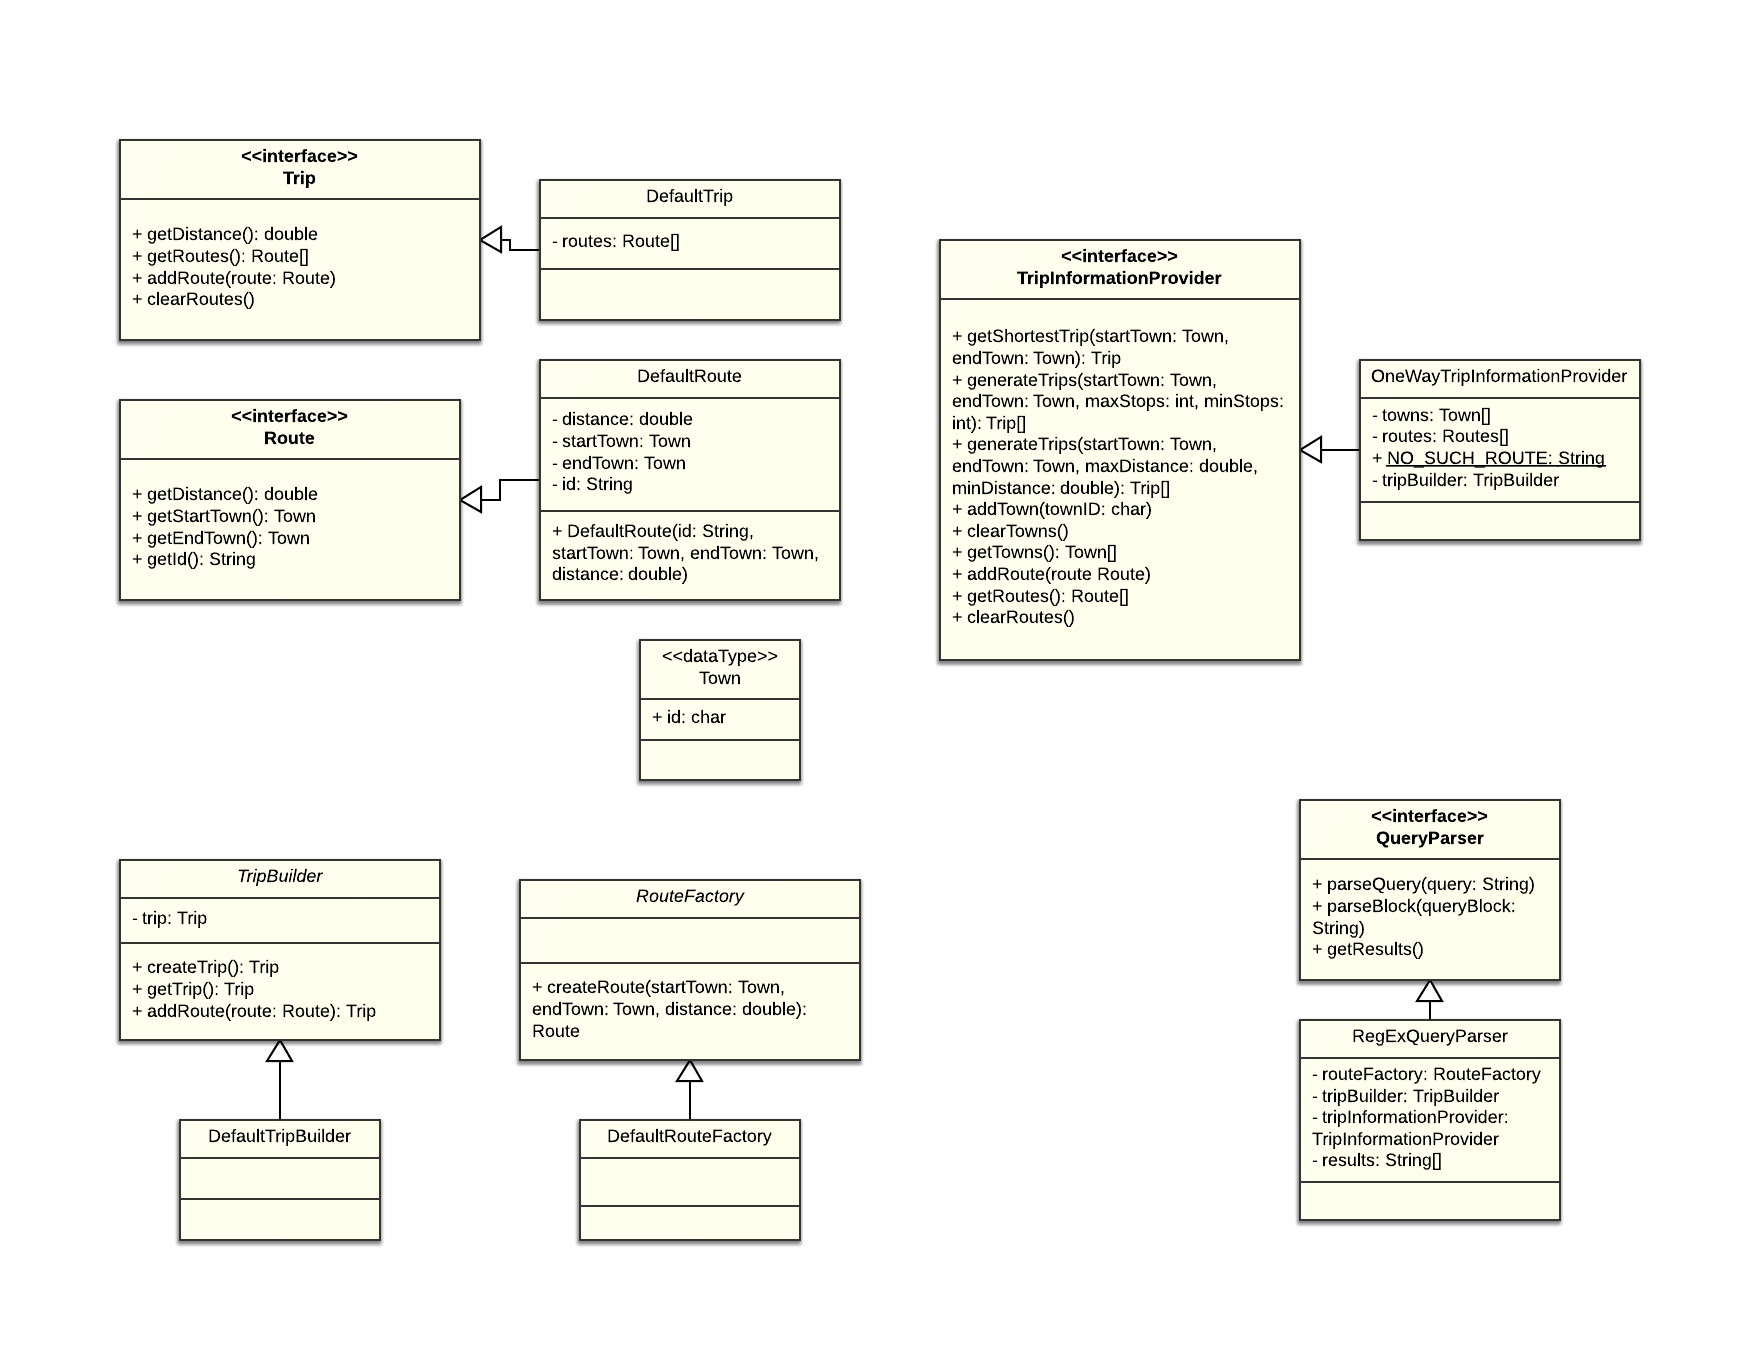 <<interface>>
Trip
+ getDistance(): double
+ getRoutes(): Route[]
+ addRoute(route: Route)
+ clearRoutes()
DefaultTrip
- routes: Route[]
<<interface>>
Route
+ getDistance(): double
+ getStartTown(): Town
+ getEndTown(): Town
+ getId(): String
DefaultRoute
- distance: double
- startTown: Town
- endTown: Town
- id: String
+ DefaultRoute(id: String,
startTown: Town, endTown: Town,
distance: double)
<<dataType>>
Town
+ id: char
<<interface>>
TripInformationProvider
+ getShortestTrip(startTown: Town,
endTown: Town): Trip
+ generateTrips(startTown: Town,
endTown: Town, maxStops: int, minStops:
int): Trip[]
+ generateTrips(startTown: Town,
endTown: Town, maxDistance: double,
minDistance: double): Trip[]
+ addTown(townID: char)
+ clearTowns()
+ getTowns(): Town[]
+ addRoute(route Route)
+ getRoutes(): Route[]
+ clearRoutes()
OneWayTripInformationProvider
- towns: Town[]
- routes: Routes[]
+ NO_SUCH_ROUTE: String
- tripBuilder: TripBuilder
TripBuilder
- trip: Trip
+ createTrip(): Trip
+ getTrip(): Trip
+ addRoute(route: Route): Trip
DefaultTripBuilder
RouteFactory
+ createRoute(startTown: Town,
endTown: Town, distance: double):
Route
DefaultRouteFactory
<<interface>>
QueryParser
+ parseQuery(query: String)
+ parseBlock(queryBlock:
String)
+ getResults()
RegExQueryParser
- routeFactory: RouteFactory
- tripBuilder: TripBuilder
- tripInformationProvider:
TripInformationProvider
- results: String[]